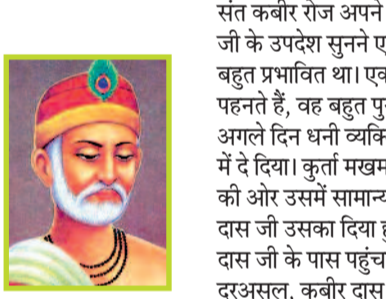 संत कबीर रोज अपने
जी के उपदेश सुनने ए
बहुत प्रभावित था। एक
पहनते हैं, वह बहुत पु
अगले दिन धनी व्यक्ति
में दे दिया। कुर्ता मखम
की ओर उसमें सामान्य
दास जी उसका दिया ह
दास जी के पास पहुंच
दरअसल, कबीर दास